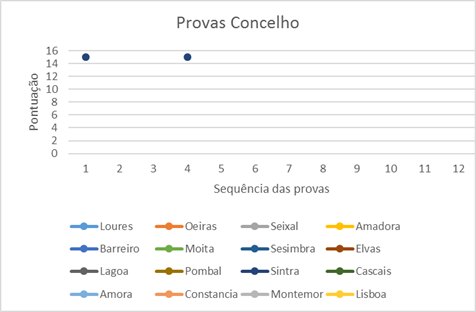 Provas Concelho
Pontuação
16
14
12
10
8
6
4
2
0
1 2 3 4 5 6 7 8 9 10 11 12
Sequência das provas
Loures Oeiras Seixal Amadora
Barreiro Moita Sesimbra Elvas
Lagoa Pombal Sintra Cascais
Amora Constancia Montemor Lisboa